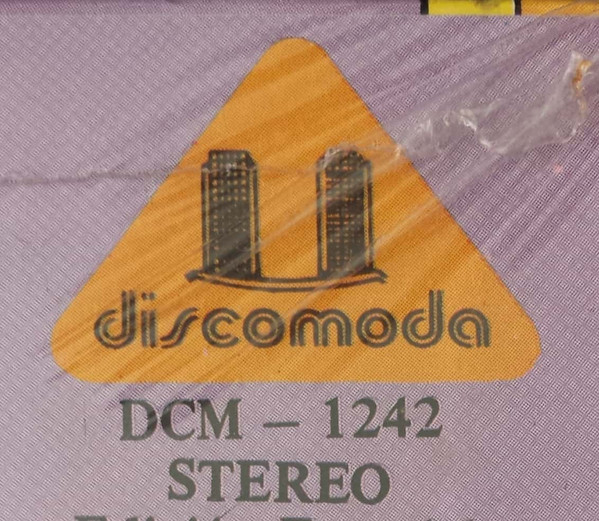 discomoda
DCM – 1242
STEREO